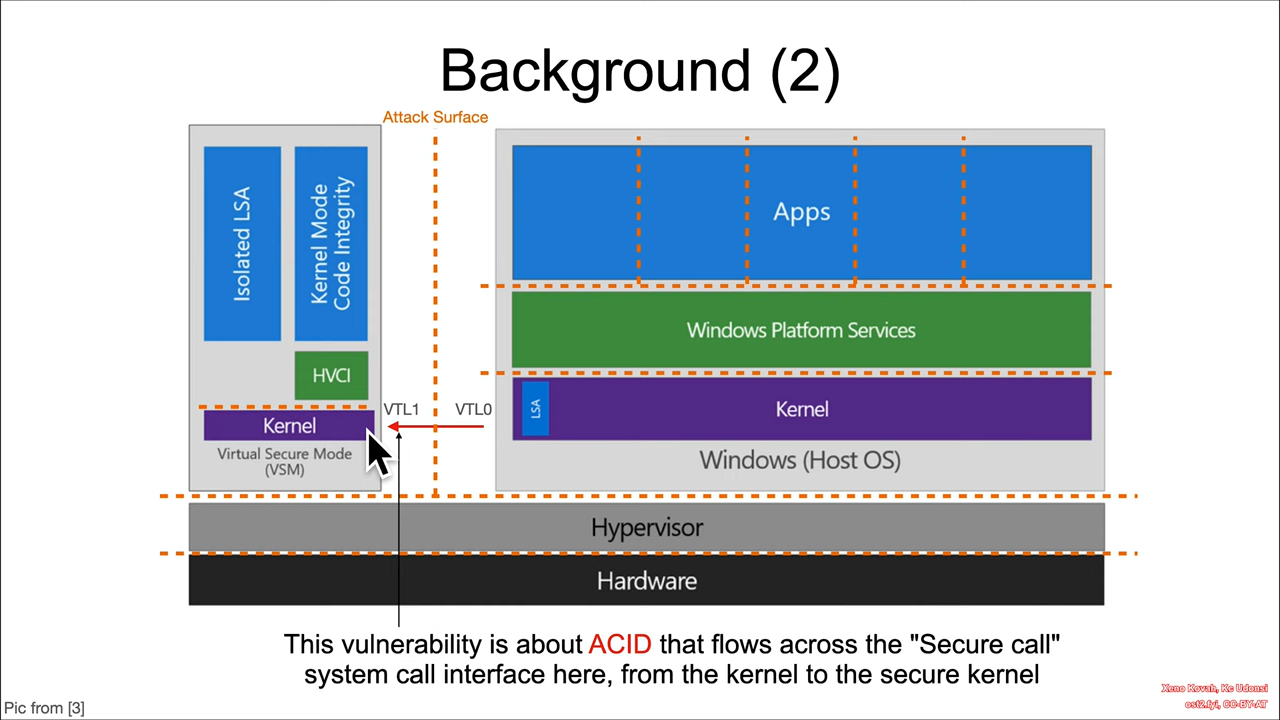 Background (2)
Attack Surface
Isolated LSA
Kernel Mode
Code Integrity
HVCI
Kernel
Virtual Secure Mode
(VSM)
VTL1
VTL0
Apps
Windows Platform Services
LSA
Kernel
Windows (Host OS)
Hypervisor
Hardware
This vulnerability is about ACID that flows across the "Secure call"
system call interface here, from the kernel to the secure kernel
Pic from [3]
Xeno Kovah, Kc Udonsi
ost2.fyi, CC-BY-AT